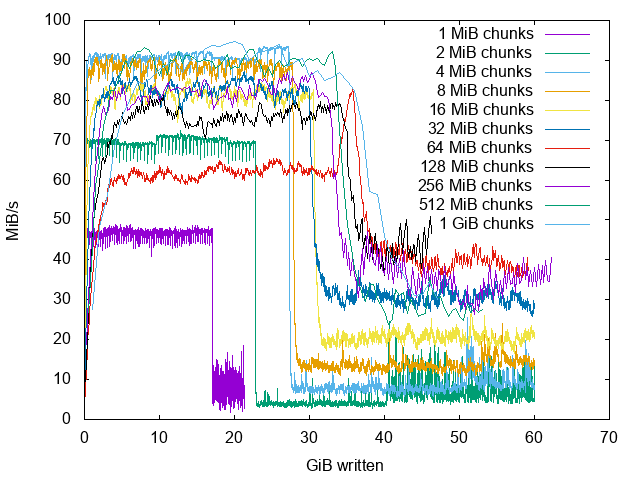 100
90
80
70
60
50
40
30
20
10
0
MiB/s
1 MiB chunks
2 MiB chunks
4 MiB chunks
8 MiB chunks
16 MiB chunks
32 MiB chunks
64 MiB chunks
128 MiB chunks
256 MiB chunks
512 MiB chunks
1 GiB chunks
0 10 20 30 40 50 60 70
GiB written